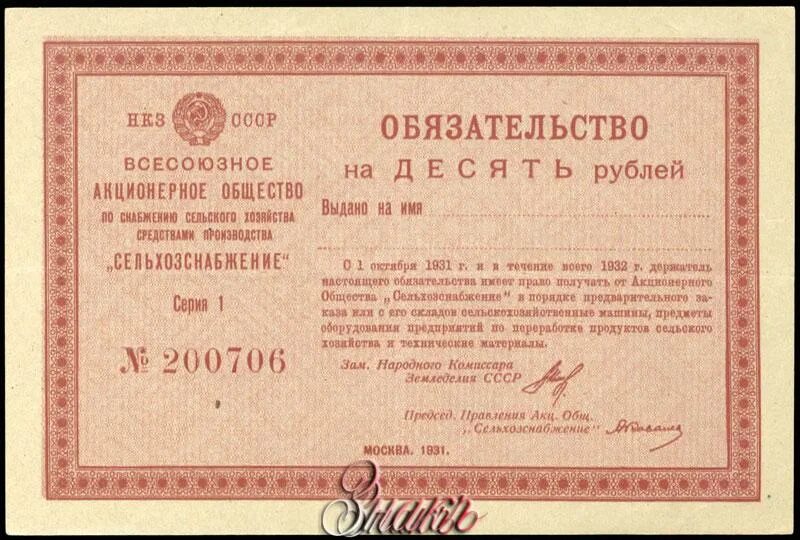 НКЗ СССР
ВСЕСОЮЗНОЕ
АКЦИОНЕРНОЕ ОБЩЕСТВО
ПО СНАБЖЕНИЮ СЕЛЬСКОГО ХОЗЯЙСТВА
СРЕДСТВАМИ ПРОИЗВОДСТВА
„СЕЛЬХОЗСНАБЖЕНИЕ“
Серия 1
№ 200706
ОБЯЗАТЕЛЬСТВО
на ДЕСЯТЬ рублей
Выдано на имя
С 1 октября 1931 г. и в течение всего 1932 г. держатель
настоящего обязательства имеет право получать от Акционерного
Общества „Сельхозснабжение“ в порядке предварительного за-
каза или с его складов сельскохозяйственные машины, предметы
оборудования предприятий по переработке продуктов сельского
хозяйства и технические материалы.
Зам. Народного Комиссара
Земледелия СССР
Председ. Правления Акц. Общ.
„Сельхозснабжение“
МОСКВА. 1931.
Знакъ